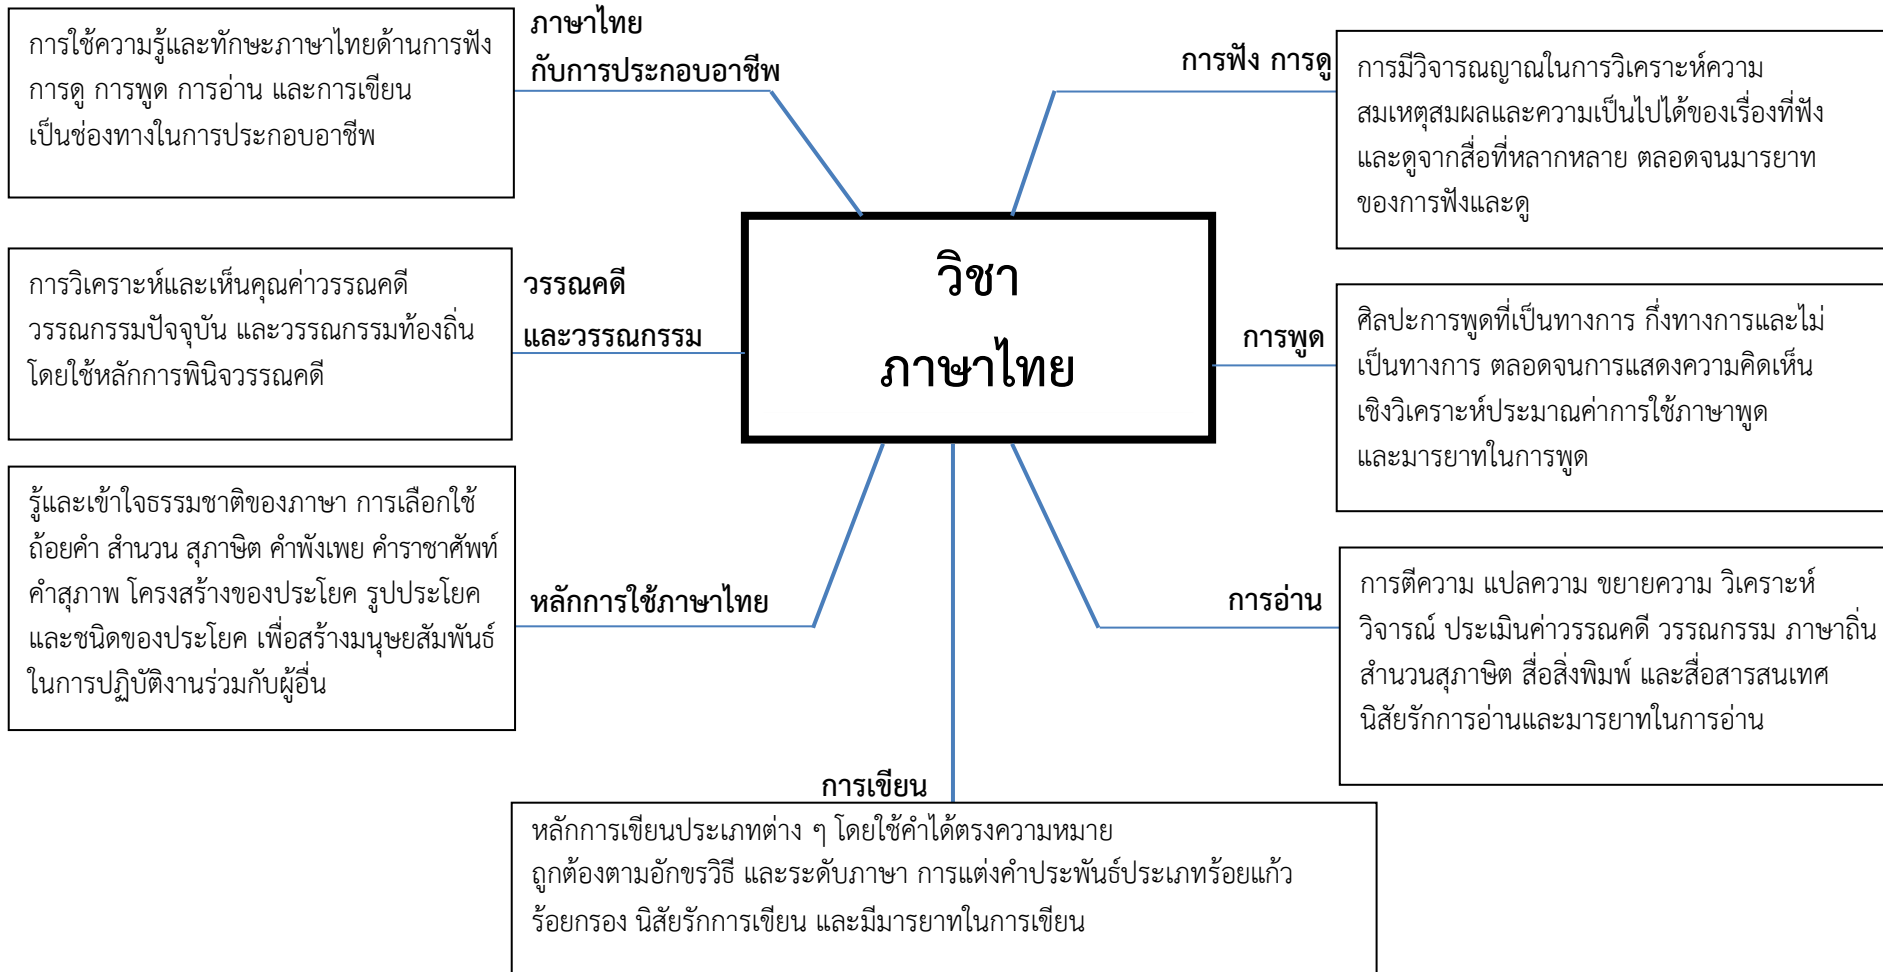 ภาษาไทย
กับการประกอบอาชีพ
การใช้ความรู้และทักษะภาษาไทยด้านการฟัง
การดู การพูด การอ่าน และการเขียน
เป็นช่องทางในการประกอบอาชีพ
การฟัง การดู
การมีวิจารณญาณในการวิเคราะห์ความ
สมเหตุสมผลและความเป็นไปได้ของเรื่องที่ฟัง
และดูจากสื่อที่หลากหลาย ตลอดจนมารยาท
ของการฟังและดู
วิชา
ภาษาไทย
วรรณคดี
และวรรณกรรม
การวิเคราะห์และเห็นคุณค่าวรรณคดี
วรรณกรรมปัจจุบัน และวรรณกรรมท้องถิ่น
โดยใช้หลักการพินิจวรรณคดี
การพูด
ศิลปะการพูดที่เป็นทางการ กึ่งทางการและไม่
เป็นทางการ ตลอดจนการแสดงความคิดเห็น
เชิงวิเคราะห์ประมาณค่าการใช้ภาษาพูด
และมารยาทในการพูด
หลักการใช้ภาษาไทย
รู้และเข้าใจธรรมชาติของภาษา การเลือกใช้
ถ้อยคำ สำนวน สุภาษิต คำพังเพย คำราชาศัพท์
คำสุภาพ โครงสร้างของประโยค รูปประโยค
และชนิดของประโยค เพื่อสร้างมนุษยสัมพันธ์
ในการปฏิบัติงานร่วมกับผู้อื่น
การอ่าน
การตีความ แปลความ ขยายความ วิเคราะห์
วิจารณ์ ประเมินค่าวรรณคดี วรรณกรรม ภาษาถิ่น
สำนวนสุภาษิต สื่อสิ่งพิมพ์ และสื่อสารสนเทศ
นิสัยรักการอ่านและมารยาทในการอ่าน
การเขียน
หลักการเขียนประเภทต่าง ๆ โดยใช้คำได้ตรงความหมาย
ถูกต้องตามอักขรวิธี และระดับภาษา การแต่งคำประพันธ์ประเภทร้อยแก้ว
ร้อยกรอง นิสัยรักการเขียน และมีมารยาทในการเขียน